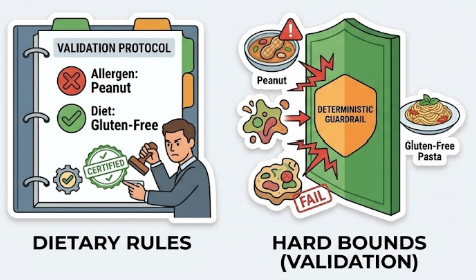 VALIDATION PROTOCOL
Allergen:
Peanut
Diet:
Gluten-Free
CERTIFIED
DIETARY RULES
Peanut
DETERMINISTIC
GUARDRAIL
Gluten-Free
Pasta
FAIL
HARD BOUNDS
(VALIDATION)